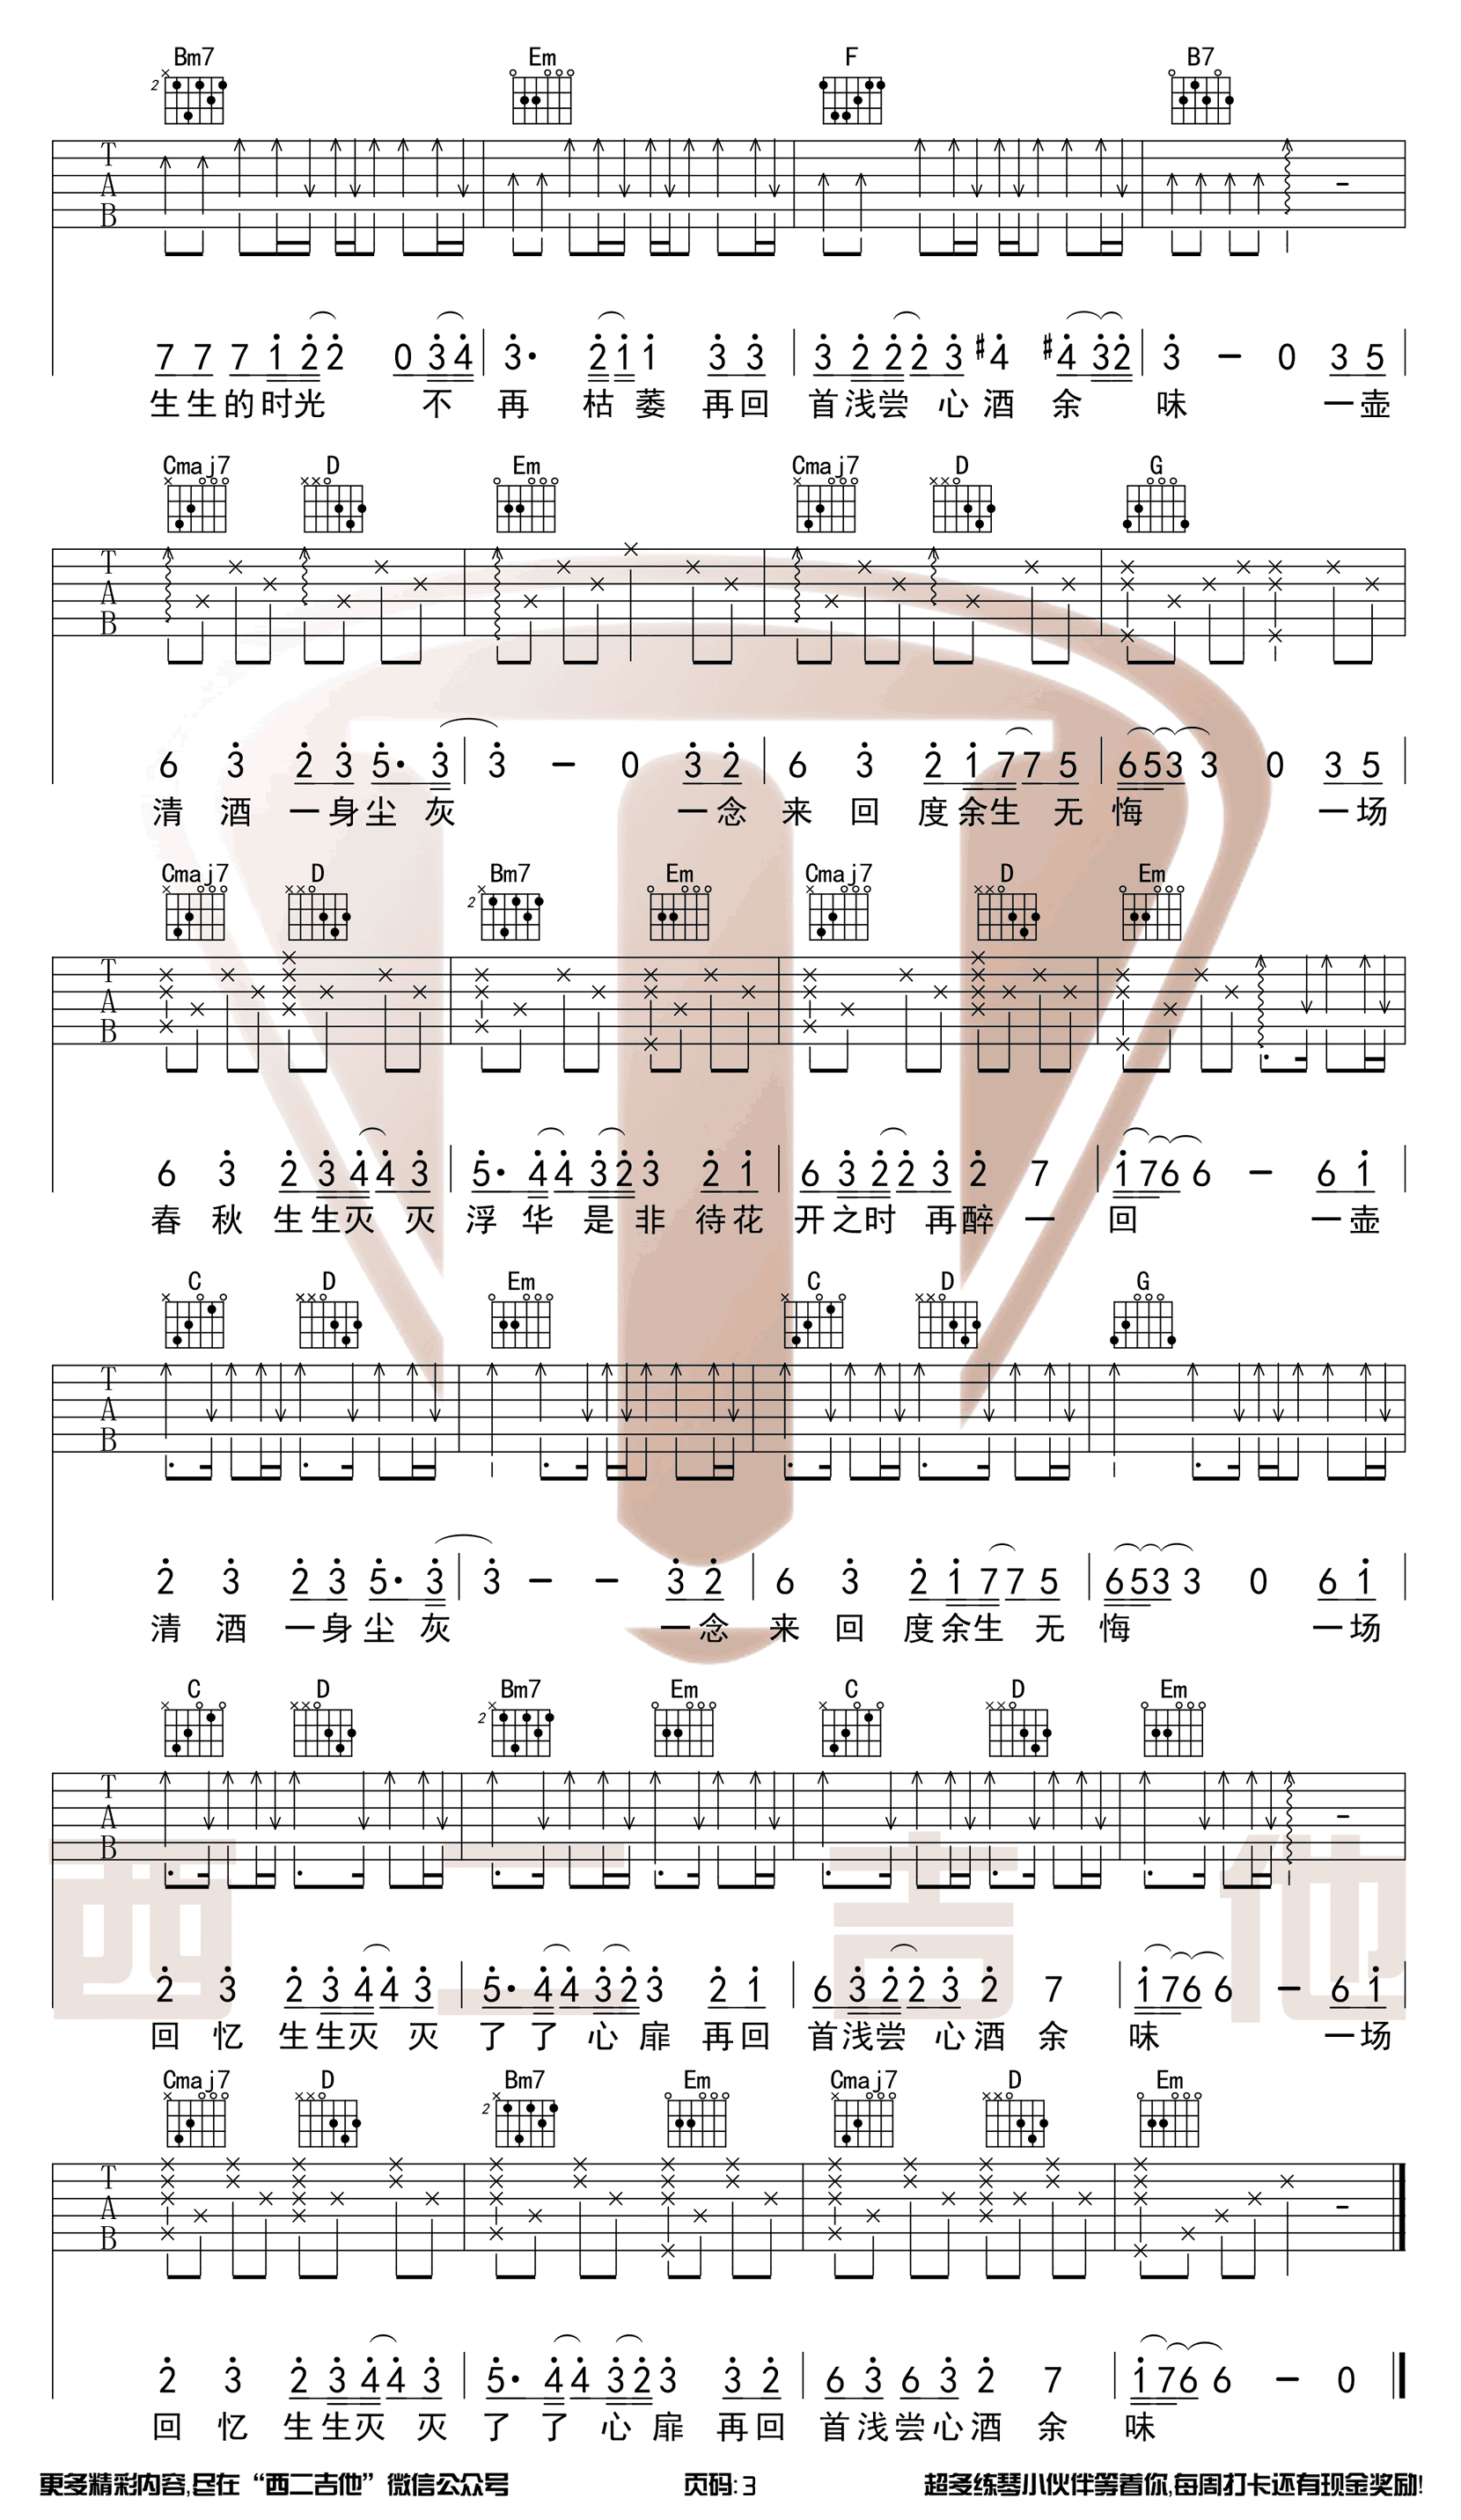 Bm7 Em F B7
2
T
A
B
7 7 7 1 2 2 0 3 4 3· 2 1 1 3 3 3 2 2 2 3 #4 #4 3 2 3 - 0 3 5
生生的时光 不 再 枯萎再回 首浅尝 心酒 余 味 一壶
Cmaj7 D Em Cmaj7 D G
T
A
B
6 3 2 3 5· 3 3 - 0 3 2 6 3 2 1 7 7 5 6 5 3 3 0 3 5
清 酒 一身尘 灰 一念 来 回 度余生 无 悔 一场
Cmaj7 D Bm7 Em Cmaj7 D Em
2
T
A
B
6 3 2 3 4 4 3 5· 4 4 3 2 3 2 1 6 3 2 2 3 2 7 1 7 6 6 - 6 1
春 秋 生生灭 灭 浮 华 是 非 待花 开之时 再醉 一 回 一壶
C D Em C D G
T
A
B
2 3 2 3 5· 3 3 - - 3 2 6 3 2 1 7 7 5 6 5 3 3 0 6 1
清 酒 一身尘 灰 一念 来 回 度余生 无 悔 一场
C D Bm7 Em C D Em
2
T
A
B
2 3 2 3 4 4 3 5· 4 4 3 2 3 2 1 6 3 2 2 3 2 7 1 7 6 6 - 6 1
回 忆 生生灭 灭 了 了 心 扉 再回 首浅尝 心酒 余 味 一场
Cmaj7 D Bm7 Em Cmaj7 D Em
2
T
A
B
2 3 2 3 4 4 3 5· 4 4 3 2 3 3 2 6 3 6 3 2 7 1 7 6 6 - 0
回 忆 生生灭 灭 了 了 心 扉 再回 首浅尝心酒 余 味
西二吉他
更多精彩内容,尽在“西二吉他”微信公众号 页码:3 超多练琴小伙伴等着你,每周打卡还有现金奖励!